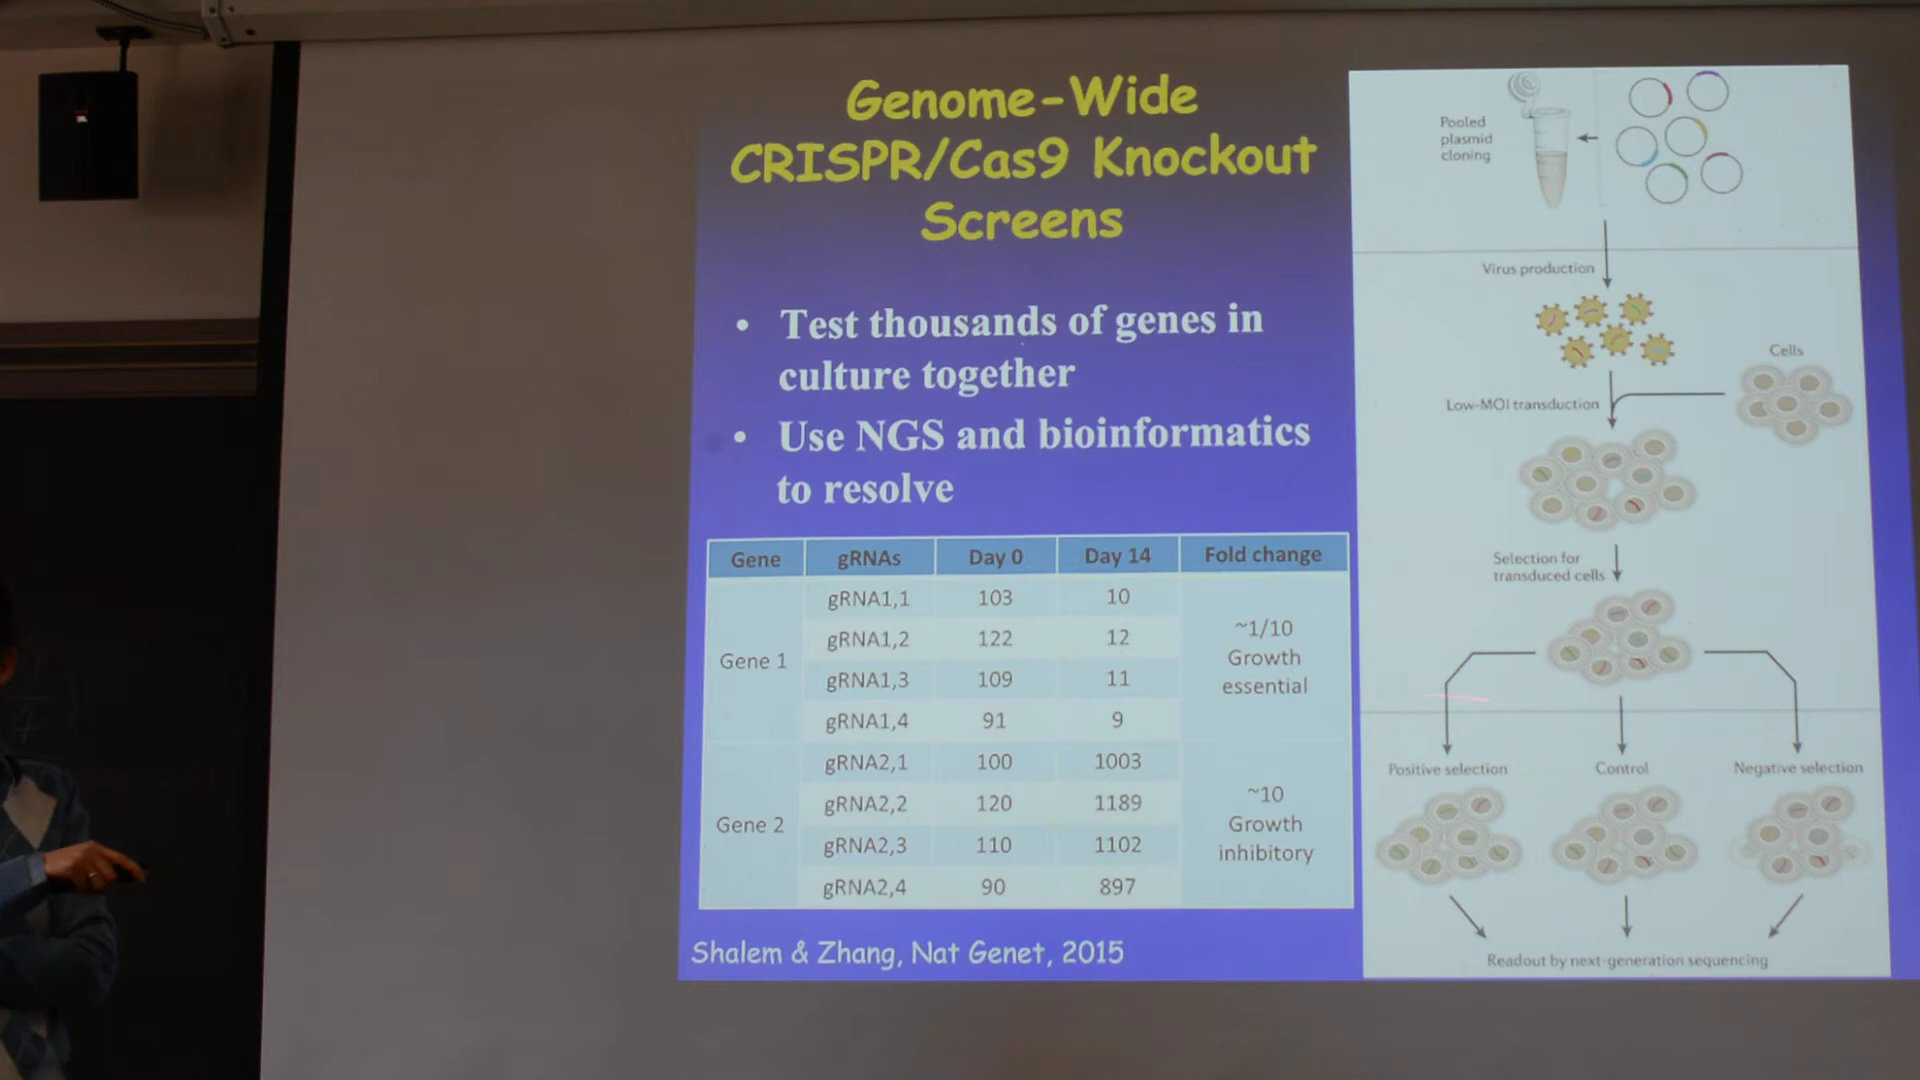 Genome-Wide
CRISPR/Cas9 Knockout
Screens
• Test thousands of genes in
culture together
• Use NGS and bioinformatics
to resolve
Gene gRNAs Day 0 Day 14 Fold change
Gene 1
gRNA1,1 103 10
gRNA1,2 122 12
gRNA1,3 109 11
gRNA1,4 91 9
~1/10
Growth
essential
Gene 2
gRNA2,1 100 1003
gRNA2,2 120 1189
gRNA2,3 110 1102
gRNA2,4 90 897
~10
Growth
inhibitory
Shalem & Zhang, Nat Genet, 2015
Pooled
plasmid
cloning
Virus production
Cells
Low-MOI transduction
Selection for
transduced cells
Positive selection
Control
Negative selection
Readout by next-generation sequencing